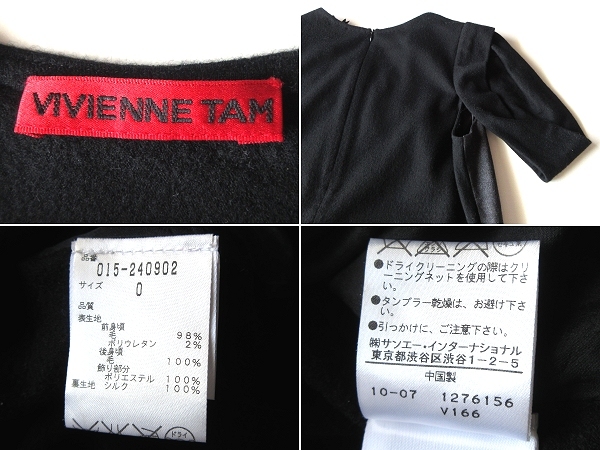 VIVIENNE TAM
品番
015-240902
サイズ
0
品質
表生地
前身頃
毛 98%
ポリウレタン 2%
後身頃
毛 100%
飾り部分
ポリエステル 100%
裏生地 シルク 100%
ドライ
●ドライクリーニングの際はクリ
ーニングネットを使用して下さ
い。
●タンブラー乾燥は、お避け下さ
い。
●引っかけに、ご注意下さい。
㈱サンエー・インターナショナル
東京都渋谷区渋谷1-2-5
中国製
10-07 1276156
V166